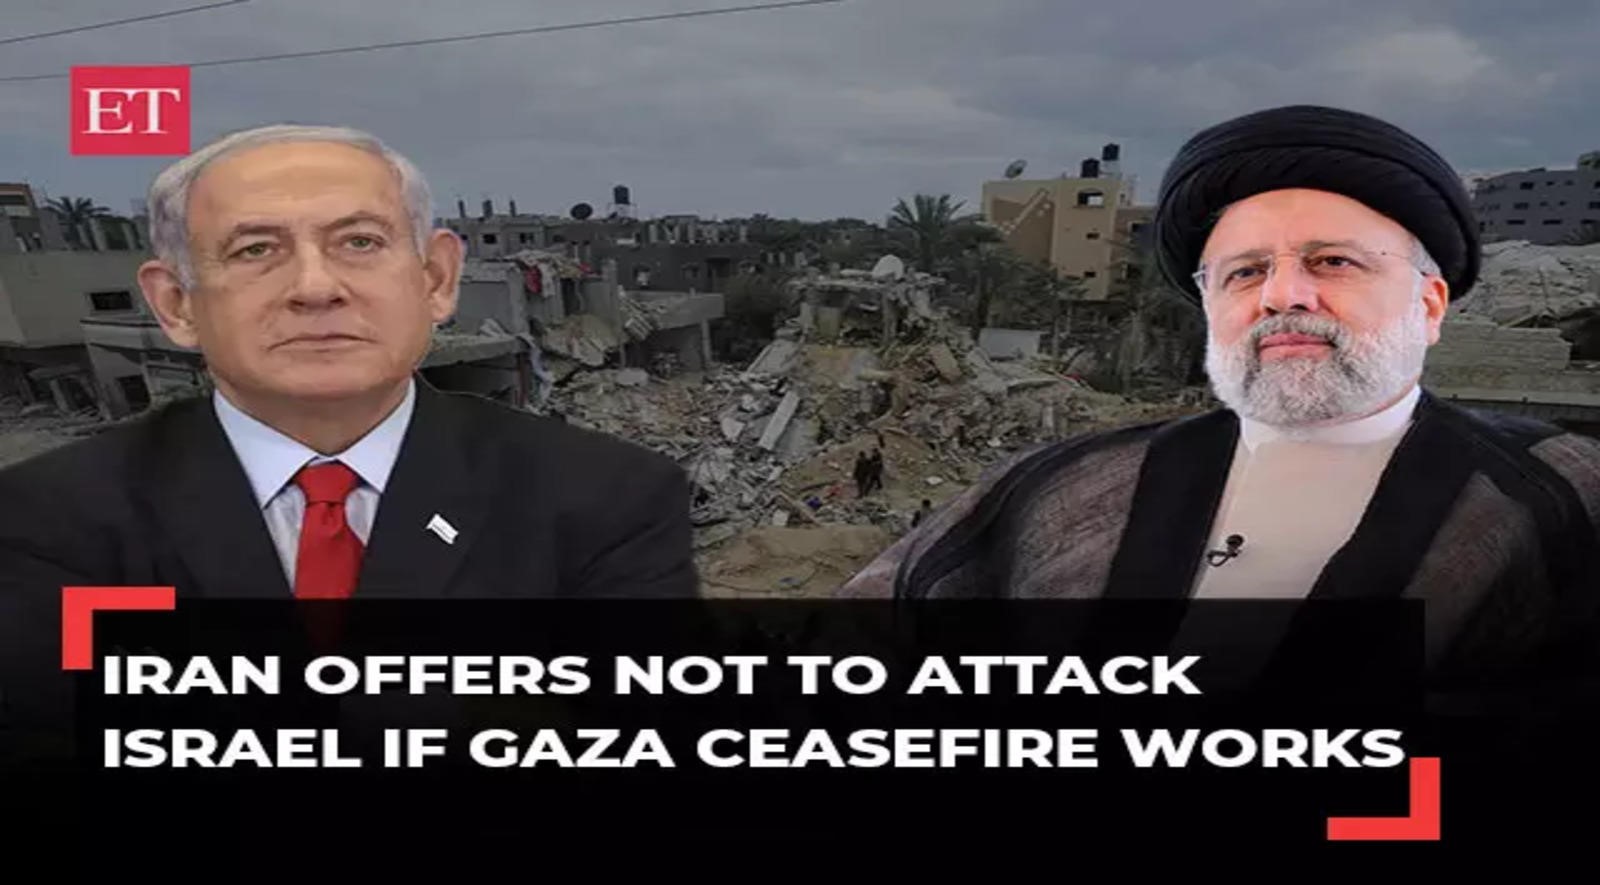 ET
IRAN OFFERS NOT TO ATTACK
ISRAEL IF GAZA CEASEFIRE WORKS